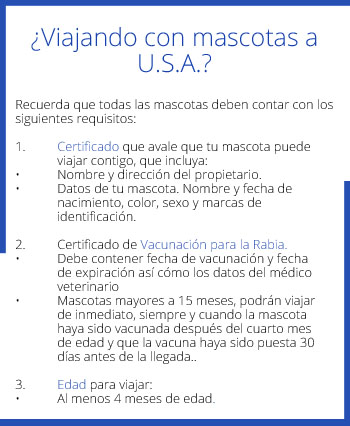 ¿Viajando con mascotas a
U.S.A.?
Recuerda que todas las mascotas deben contar con los
siguientes requisitos:
1. Certificado que avale que tu mascota puede
viajar contigo, que incluya:
• Nombre y dirección del propietario.
• Datos de tu mascota. Nombre y fecha de
nacimiento, color, sexo y marcas de
identificación.
2. Certificado de Vacunación para la Rabia.
• Debe contener fecha de vacunación y fecha
de expiración así cómo los datos del médico
veterinario
• Mascotas mayores a 15 meses, podrán viajar
de inmediato, siempre y cuando la mascota
haya sido vacunada después del cuarto mes
de edad y que la vacuna haya sido puesta 30
días antes de la llegada..
3. Edad para viajar:
• Al menos 4 meses de edad.